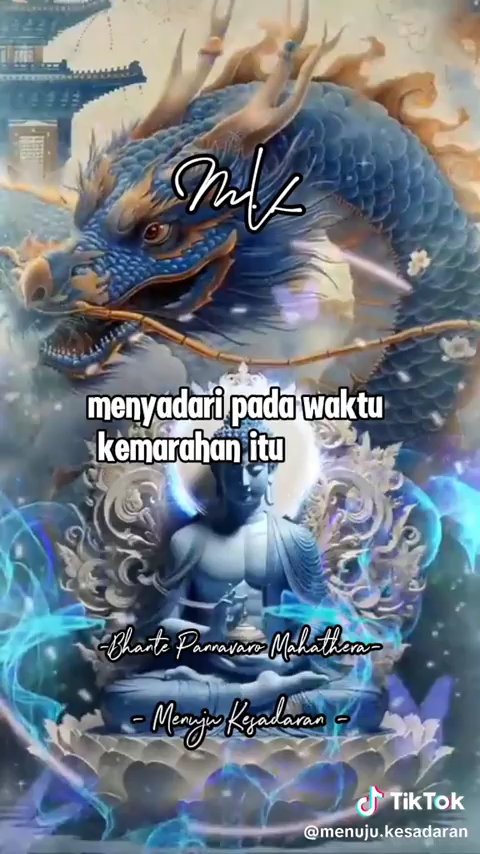 M.K
menyadari pada waktu
kemarahan itu
-Bhante Pannavaro Mahathera-
- Menuju Kesadaran -
TikTok
@menuju.kesadaran